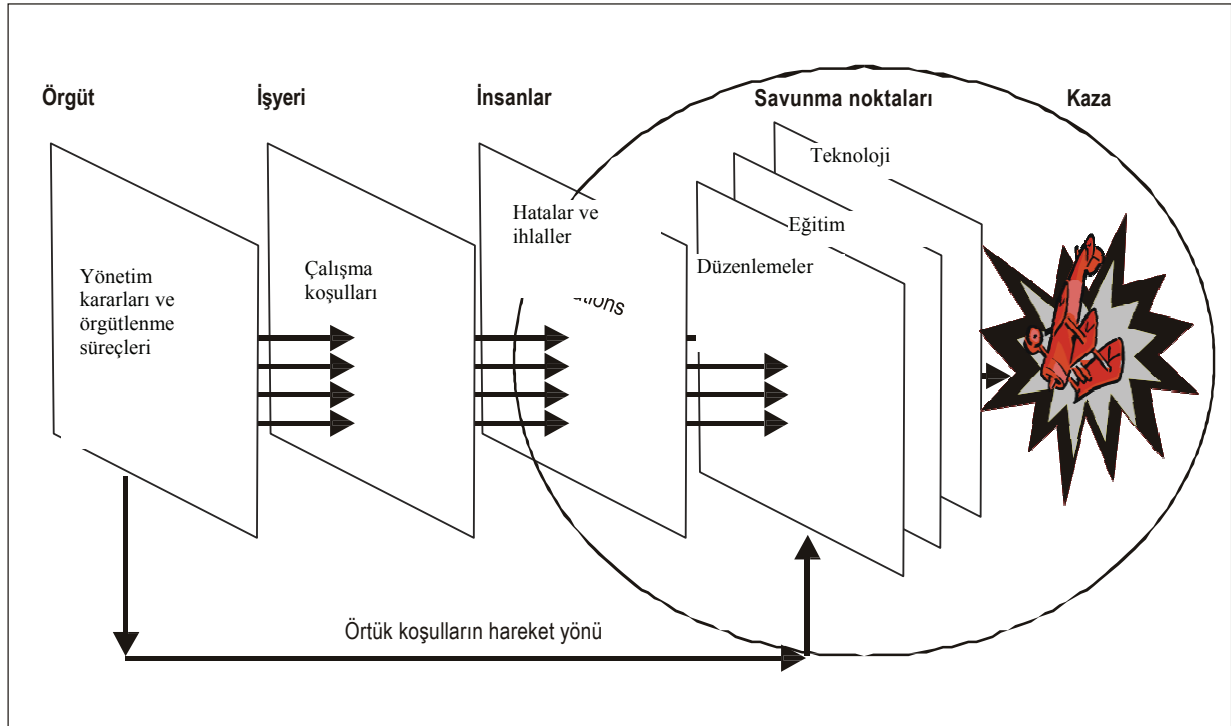 Örgüt
İşyeri
İnsanlar
Savunma noktaları
Kaza
Yönetim
kararları ve
örgütlenme
süreçleri
Çalışma
koşulları
Hatalar ve
ihlaller
Düzenlemeler
Eğitim
Teknoloji
Örtük koşulların hareket yönü